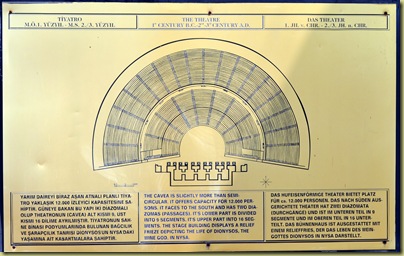 TİYATRO
M.Ö.1. YÜZYIL - M.S. 2./3. YÜZYIL
THE THEATRE
1st CENTURY B.C.-2nd-3rd CENTURY A.D.
DAS THEATER
1. JH. v. CHR. - 2./3. JH. n. CHR.
YARIM DAİREYİ BİRAZ AŞAN ATNALI PLANLI TİYA
TRO YAKLAŞIK 12.000 İZLEYİCİ KAPASİTESİNE SA
HİPTİR. GÜNEYE BAKAN BU YAPI İKİ DİAZOMALI
OLUP THEATRONUN (CAVEA) ALT KISMI 9, ÜST
KISMI 16 DİLİME AYRILMIŞTIR. TİYATRONUN SAH
NE BİNASI PODYUMLARINDA BULUNAN BAĞCILIK
VE ŞARAPÇILIK TANRISI DİONYSOS'UN NYSA'DAKİ
YAŞAMINA AİT KABARTMALARA SAHİPTİR.
THE CAVEA IS SLIGHTLY MORE THAN SEMI-
CIRCULAR. IT OFFERS CAPACITY FOR 12.000 PER-
SONS. IT FACES TO THE SOUTH AND HAS TWO DIA
ZOMAS (PASSAGES). IT'S LOWER PART IS DIVIDED
INTO 9 SEGMENTS, IT'S UPPER PART INTO 16 SEG-
MENTS. THE STAGE BUILDING DISPLAYS A RELIEF
FRIEZE DEPICTING THE LIFE OF DIONYSOS, THE
WINE GOD, IN NYSA.
DAS HUFEISENFÖRMIGE THEATER BIETET PLATZ
FÜR ca. 12.000 PERSONEN. DAS NACH SÜDEN AUS
GERICHTETE THEATER HAT ZWEI DIAZOMATA
(DURCHGÄNGE) UND IST IM UNTEREN TEIL IN 9
SEGMENTE UND IM OBEREN TEIL IN 16 UNTER-
TEILT. DAS BÜHNENHAUS IST AUSGESTATTET MIT
EINEM RELIEFFRIES, DER DAS LEBEN DES WEIN
GOTTES DIONYSOS IN NYSA DARSTELLT.